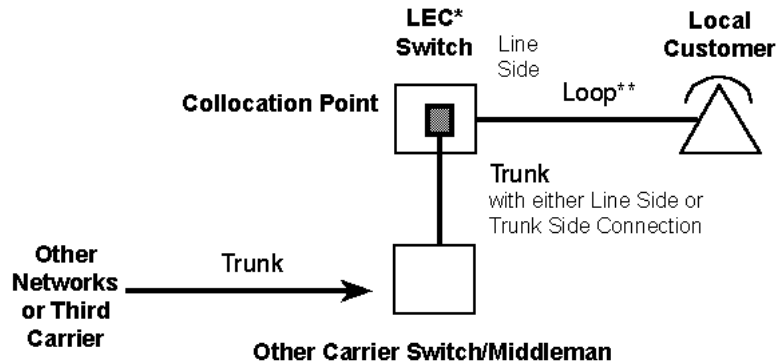 LEC*
Switch
Line
Side
Local
Customer
Collocation Point
Loop**
Trunk
with either Line Side or
Trunk Side Connection
Other
Networks
or Third
Carrier
Trunk
Other Carrier Switch/Middleman